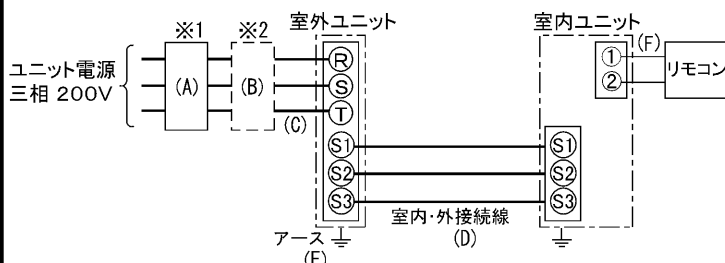 ※1
※2
室外ユニット
室内ユニット
ユニット電源
三相 200V
(A)
(B)
(C)
R
S
T
S1
S2
S3
室内・外接続線
(D)
アース
(E)
①
②
(F)
リモコン
S1
S2
S3